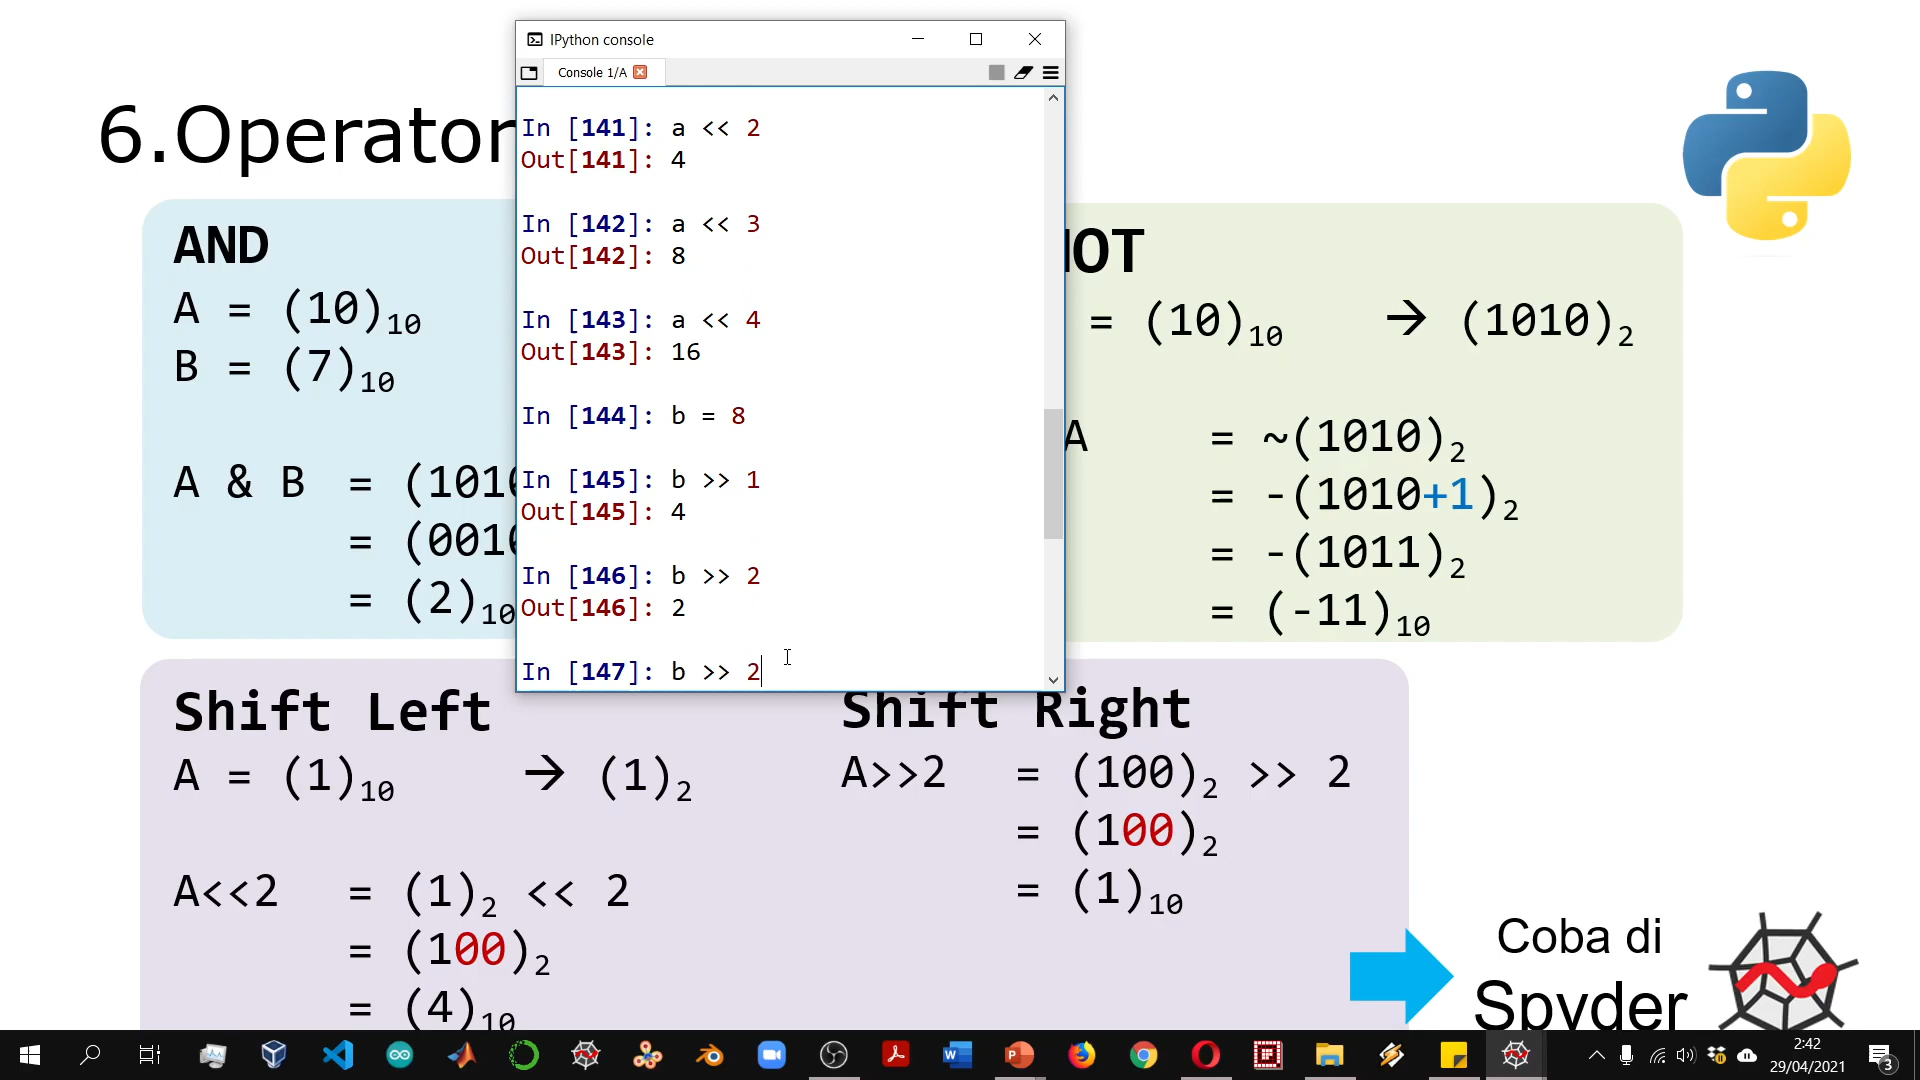 IPython console
Console 1/A
In [141]: a << 2
Out[141]: 4
In [142]: a << 3
Out[142]: 8
In [143]: a << 4
Out[143]: 16
In [144]: b = 8
In [145]: b >> 1
Out[145]: 4
In [146]: b >> 2
Out[146]: 2
In [147]: b >> 2
6.Operator
AND
A = (10)10
B = (7)10
A & B = (1010
= (0010
= (2)10
NOT
= (10)10 → (1010)2
A = ~(1010)2
= -(1010+1)2
= -(1011)2
= (-11)10
Shift Left
A = (1)10 → (1)2
A<<2 = (1)2 << 2
= (100)2
= (4)10
Shift Right
A>>2 = (100)2 >> 2
= (100)2
= (1)10
Coba di
Spyder
2:42
29/04/2021
3